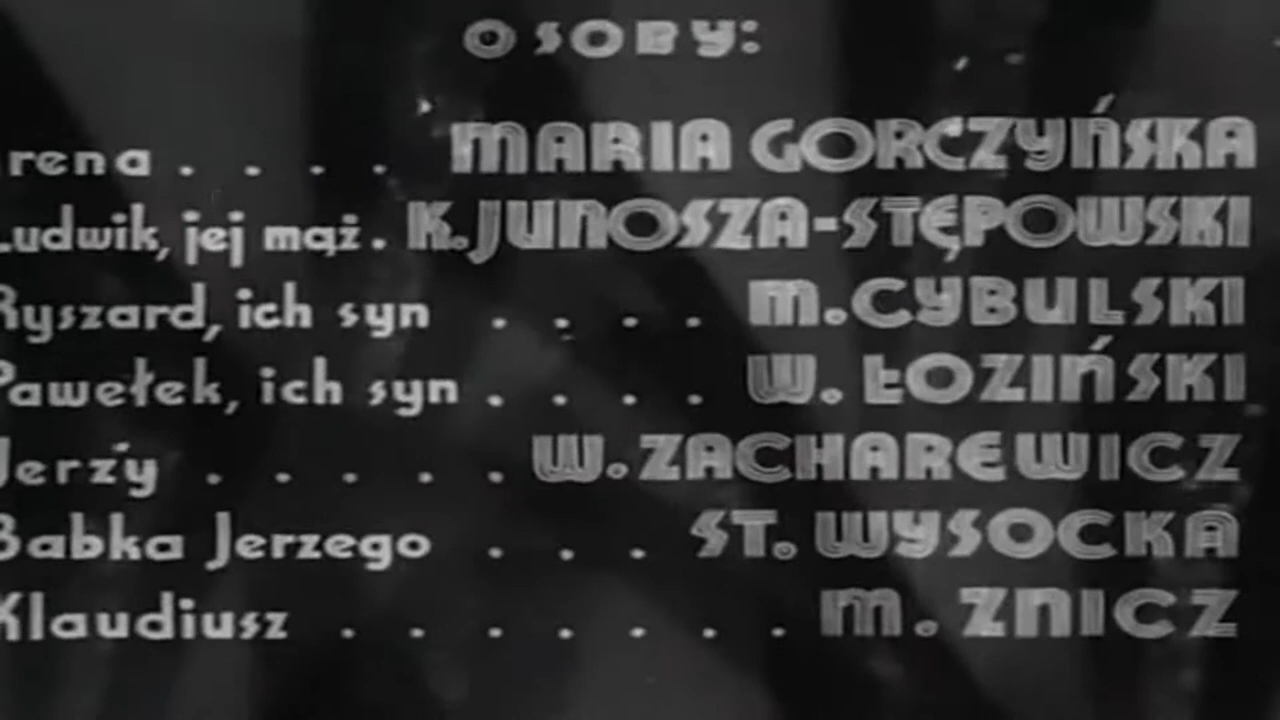 OSOBY:
Irena . . . . MARIA GORCZYŃSKA
Ludwik, jej mąż . K. JUNOSZA-STĘPOWSKI
Ryszard, ich syn . . . . M. CYBULSKI
Pawełek, ich syn . . . . W. ŁOZIŃSKI
Jerzy . . . . . W. ZACHAREWICZ
Babka Jerzego . . . ST. WYSOCKA
Klaudiusz . . . . . . . M. ZNICZ